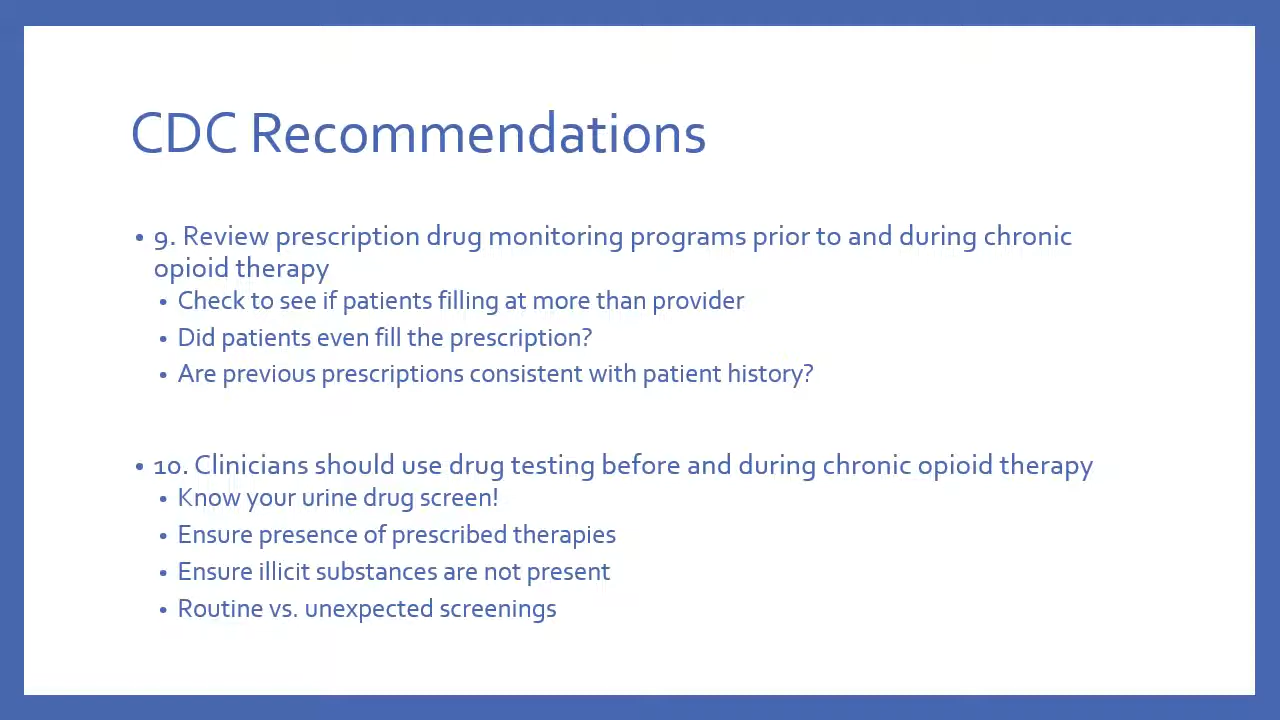 CDC Recommendations
• 9. Review prescription drug monitoring programs prior to and during chronic
opioid therapy
• Check to see if patients filling at more than provider
• Did patients even fill the prescription?
• Are previous prescriptions consistent with patient history?
• 10. Clinicians should use drug testing before and during chronic opioid therapy
• Know your urine drug screen!
• Ensure presence of prescribed therapies
• Ensure illicit substances are not present
• Routine vs. unexpected screenings